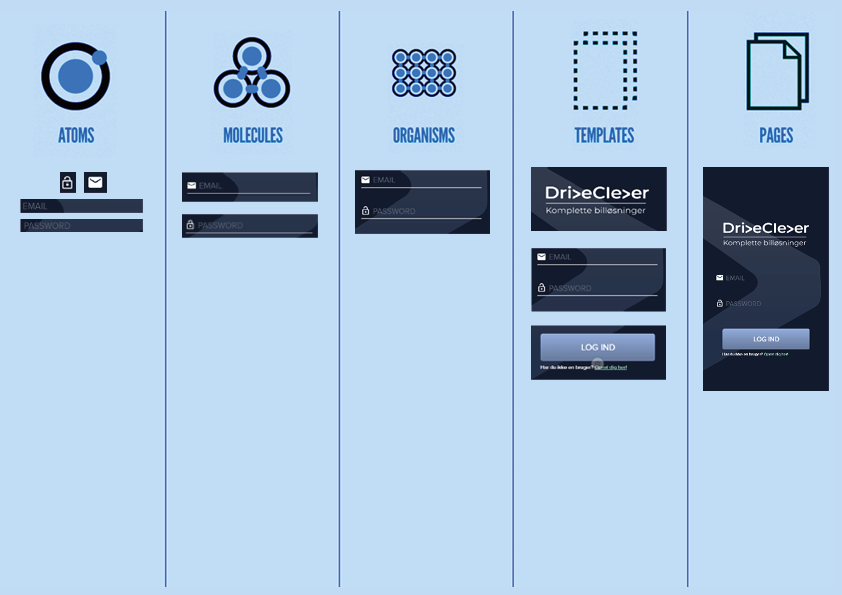 ATOMS
EMAIL
PASSWORD
MOLECULES
EMAIL
PASSWORD
ORGANISMS
EMAIL
PASSWORD
TEMPLATES
Dri>eCle>er
Komplette billøsninger
EMAIL
PASSWORD
LOG IND
Har du ikke en bruger? Opret dig her!
PAGES
Dri>eCle>er
Komplette billøsninger
EMAIL
PASSWORD
LOG IND
Har du ikke en bruger? Opret dig her!